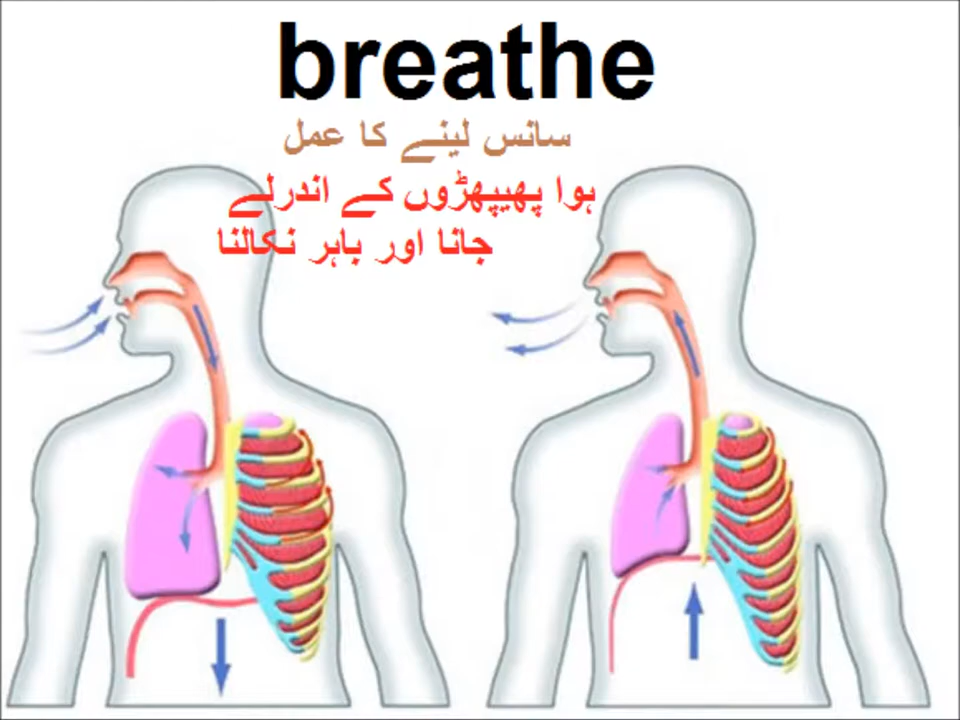 breathe
سانس لینے کا عمل
ہوا پھیپھڑوں کے اندرلے
جانا اور باہر نکالنا